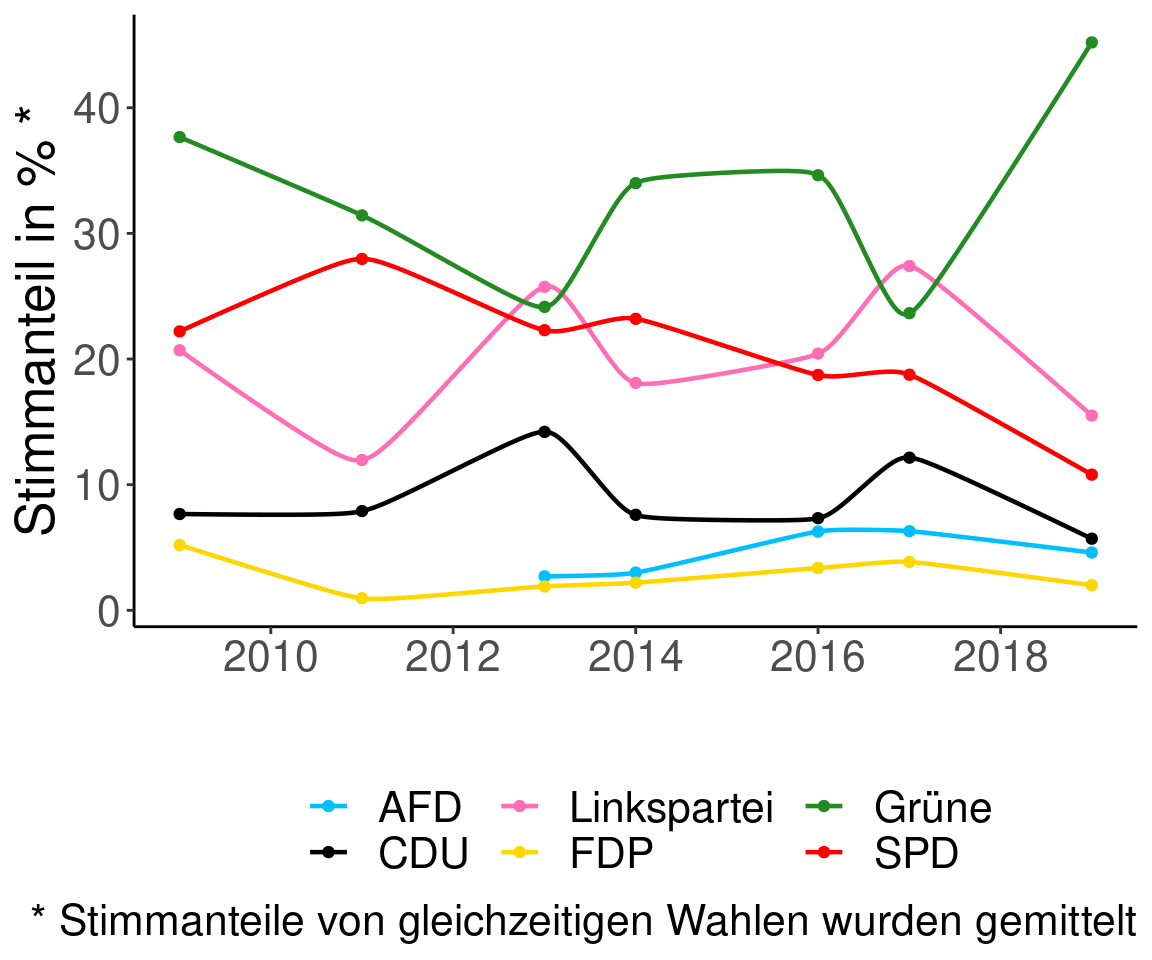 Stimmanteil in % *
40
30
20
10
0
2010 2012 2014 2016 2018
AFD Linkspartei Grüne
CDU FDP SPD
* Stimmanteile von gleichzeitigen Wahlen wurden gemittelt